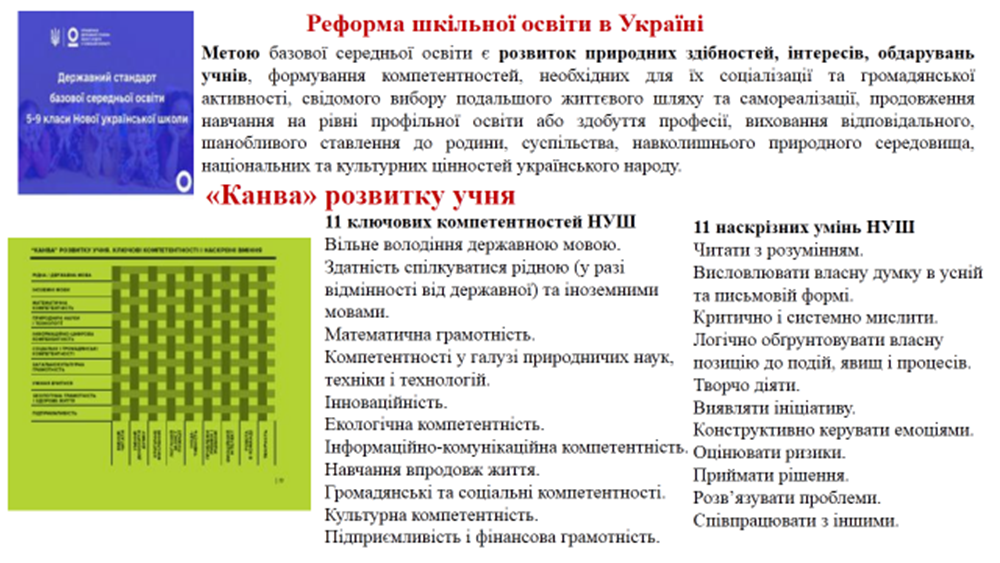 Реформа шкільної освіти в Україні
Державний стандарт
базової середньої освіти
5-9 класи Нової української школи
Метою базової середньої освіти є розвиток природних здібностей, інтересів, обдарувань
учнів, формування компетентностей, необхідних для їх соціалізації та громадянської
активності, свідомого вибору подальшого життєвого шляху та самореалізації, продовження
навчання на рівні профільної освіти або здобуття професії, виховання відповідального,
шанобливого ставлення до родини, суспільства, навколишнього природного середовища,
національних та культурних цінностей українського народу.
«Канва» розвитку учня
"КАНВА" РОЗВИТКУ УЧНЯ. КЛЮЧОВІ КОМПЕТЕНТНОСТІ І НАСКРІЗНІ ВМІННЯ
РІДНА / ДЕРЖАВНА МОВА
ІНОЗЕМНІ МОВИ
МАТЕМАТИЧНА
КОМПЕТЕНТНІСТЬ
ПРИРОДНИЧІ НАУКИ
І ТЕХНОЛОГІЇ
ІНФОРМАЦІЙНО-ЦИФРОВА
КОМПЕТЕНТНІСТЬ
СОЦІАЛЬНІ І ГРОМАДЯНСЬКІ
КОМПЕТЕНТНОСТІ
ЗАГАЛЬНОКУЛЬТУРНА
ГРАМОТНІСТЬ
УМІННЯ ВЧИТИСЯ
ЕКОЛОГІЧНА ГРАМОТНІСТЬ
І ЗДОРОВЕ ЖИТТЯ
ПІДПРИЄМЛИВІСТЬ
11 ключових компетентностей НУШ
Вільне володіння державною мовою.
Здатність спілкуватися рідною (у разі
відмінності від державної) та іноземними
мовами.
Математична грамотність.
Компетентності у галузі природничих наук,
техніки і технологій.
Інноваційність.
Екологічна компетентність.
Інформаційно-комунікаційна компетентність.
Навчання впродовж життя.
Громадянські та соціальні компетентності.
Культурна компетентність.
Підприємливість і фінансова грамотність.
11 наскрізних умінь НУШ
Читати з розумінням.
Висловлювати власну думку в усній
та письмовій формі.
Критично і системно мислити.
Логічно обґрунтовувати власну
позицію до подій, явищ і процесів.
Творчо діяти.
Виявляти ініціативу.
Конструктивно керувати емоціями.
Оцінювати ризики.
Приймати рішення.
Розв’язувати проблеми.
Співпрацювати з іншими.